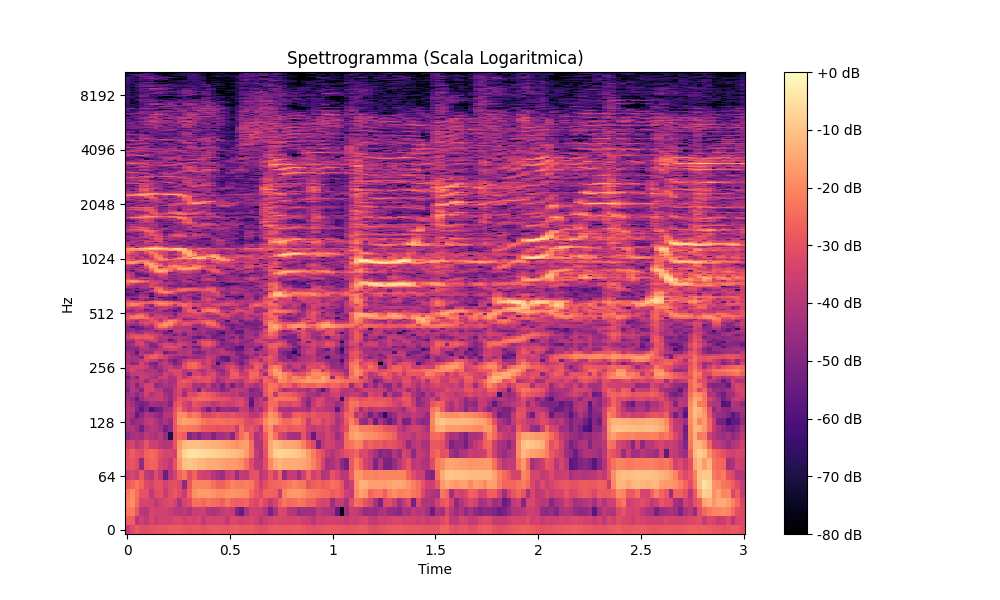 Spettrogramma (Scala Logaritmica)
Hz
8192
4096
2048
1024
512
256
128
64
0
0
0.5
1
1.5
2
2.5
3
Time
+0 dB
-10 dB
-20 dB
-30 dB
-40 dB
-50 dB
-60 dB
-70 dB
-80 dB